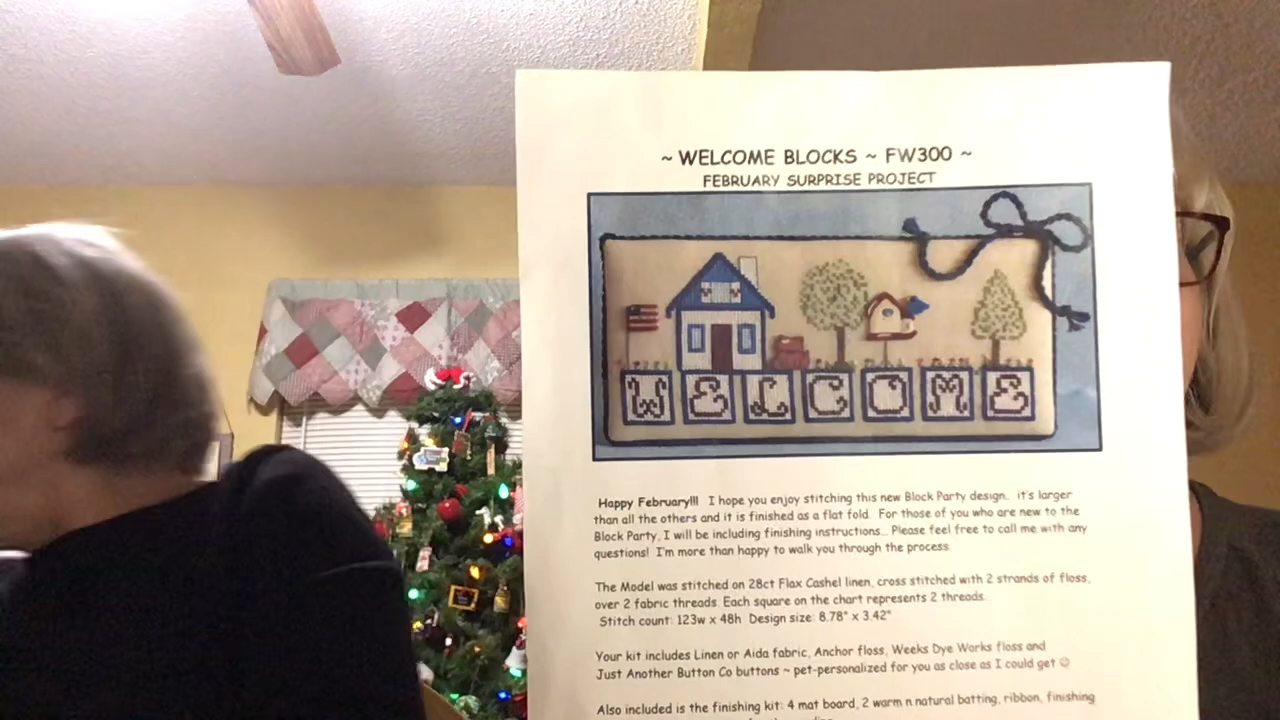 ~ WELCOME BLOCKS ~ FW300 ~
FEBRUARY SURPRISE PROJECT
WELCOME
Happy February!!! I hope you enjoy stitching this new Block Party design.. it's larger
than all the others and it is finished as a flat fold. For those of you who are new to the
Block Party, I will be including finishing instructions... Please feel free to call me with any
questions! I'm more than happy to walk you through the process.
The Model was stitched on 28ct Flax Cashel linen, cross stitched with 2 strands of floss,
over 2 fabric threads. Each square on the chart represents 2 threads.
Stitch count: 123w x 48h Design size: 8.78" x 3.42"
Your kit includes Linen or Aida fabric, Anchor floss, Weeks Dye Works floss and
Just Another Button Co buttons ~ pet-personalized for you as close as I could get ☺
Also included is the finishing kit: 4 mat board, 2 warm n natural batting, ribbon, finishing